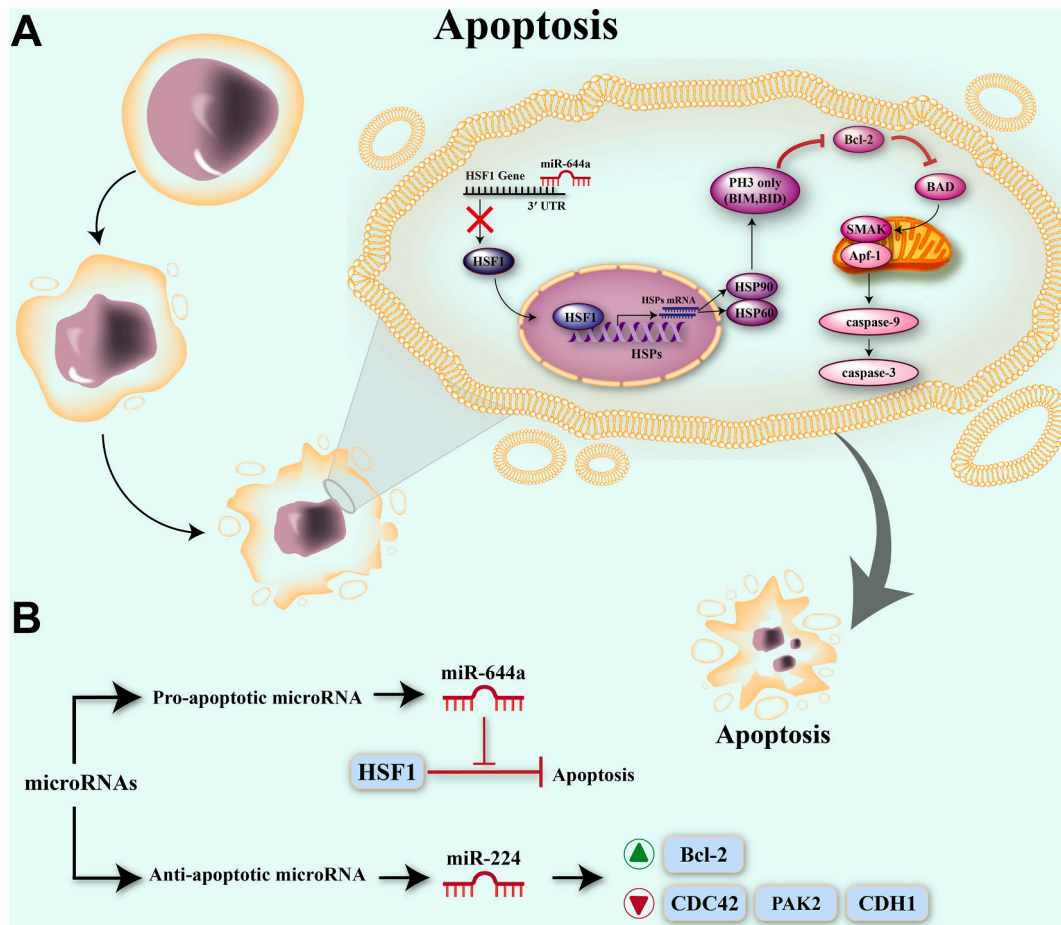 A
Apoptosis
miR-644a
HSF1 Gene
3′ UTR
HSF1
HSF1
HSPs mRNA
HSPs
HSP90
HSP60
PH3 only
(BIM,BID)
Bcl-2
BAD
SMAK
Apf-1
caspase-9
caspase-3
Apoptosis
B
microRNAs
Pro-apoptotic microRNA
miR-644a
HSF1
Apoptosis
Anti-apoptotic microRNA
miR-224
Bcl-2
CDC42 PAK2 CDH1